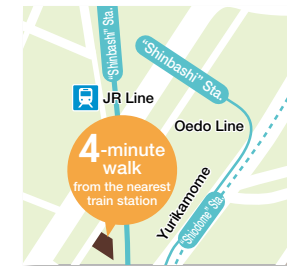 "Shinbashi" Sta.
"Shinbashi" Sta.
JR Line
Oedo Line
4-minute
walk
from the nearest
train station
Yurikamome
"Shiodome" Sta.